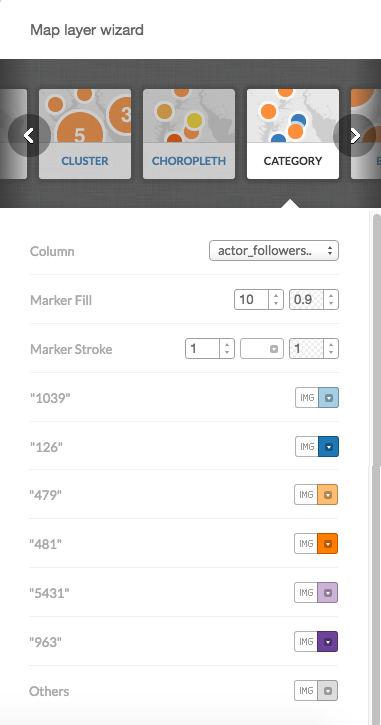 Map layer wizard
5
3
CLUSTER
CHOROPLETH
CATEGORY
Column actor_followers..
Marker Fill 10 0.9
Marker Stroke 1 1
"1039" IMG
"126" IMG
"479" IMG
"481" IMG
"5431" IMG
"963" IMG
Others IMG